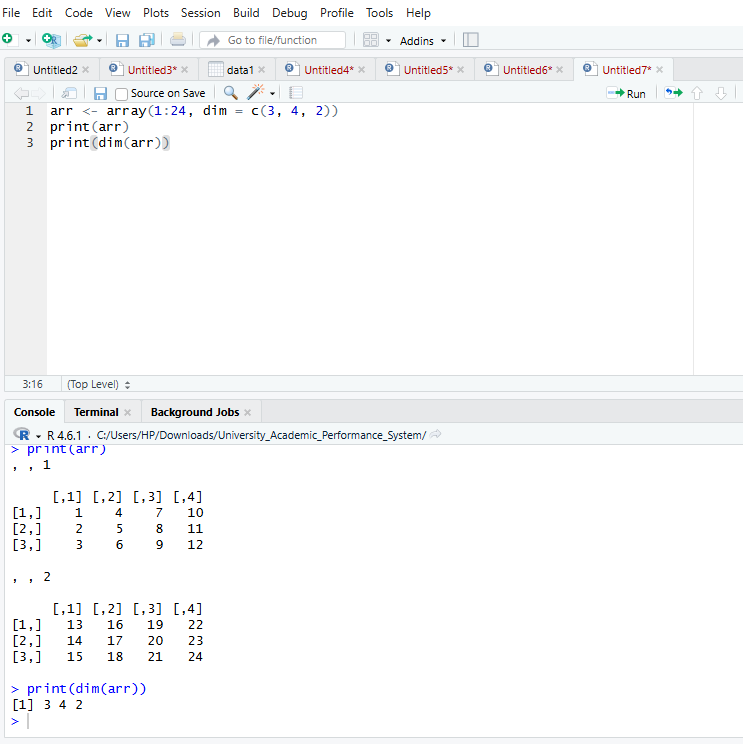 File Edit Code View Plots Session Build Debug Profile Tools Help
Go to file/function Addins
Untitled2 Untitled3* data1 Untitled4* Untitled5* Untitled6* Untitled7*
Source on Save Run
1 arr <- array(1:24, dim = c(3, 4, 2))
2 print(arr)
3 print(dim(arr))
3:16 (Top Level)
Console Terminal Background Jobs
R R 4.6.1 · C:/Users/HP/Downloads/University_Academic_Performance_System/
> print(arr)
, , 1
[,1] [,2] [,3] [,4]
[1,] 1 4 7 10
[2,] 2 5 8 11
[3,] 3 6 9 12
, , 2
[,1] [,2] [,3] [,4]
[1,] 13 16 19 22
[2,] 14 17 20 23
[3,] 15 18 21 24
> print(dim(arr))
[1] 3 4 2
>